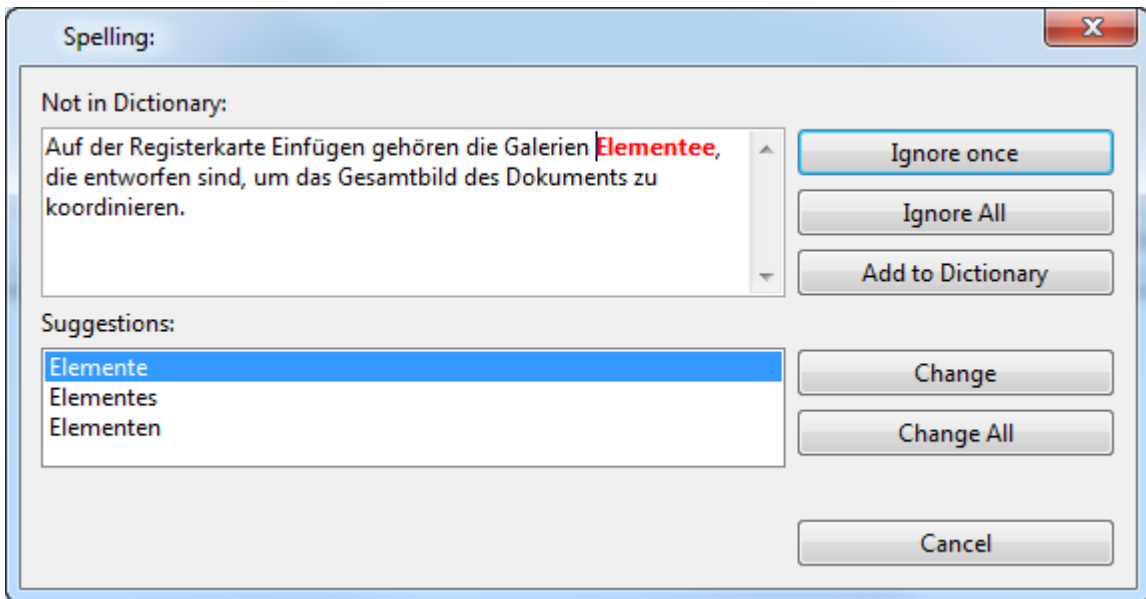 Spelling:
Not in Dictionary:
Auf der Registerkarte Einfügen gehören die Galerien Elementee,
die entworfen sind, um das Gesamtbild des Dokuments zu
koordinieren.
Ignore once
Ignore All
Add to Dictionary
Suggestions:
Elemente
Elementes
Elementen
Change
Change All
Cancel